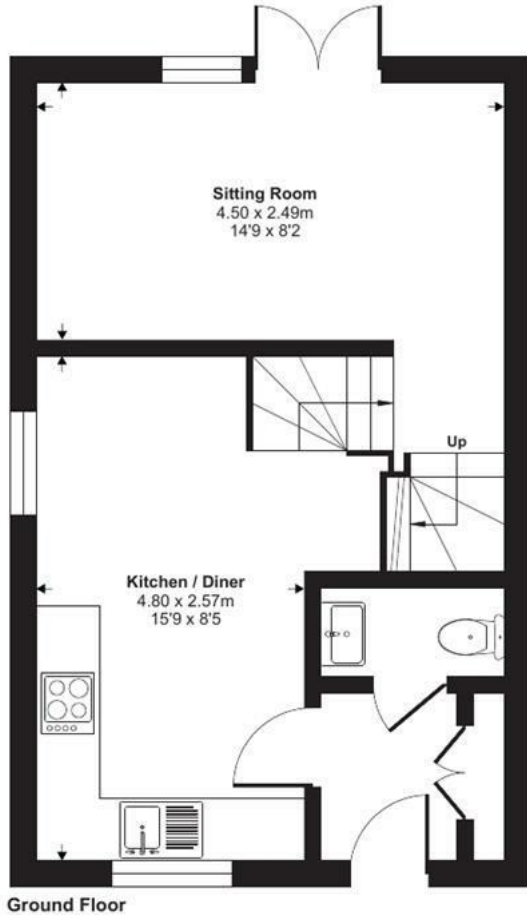 Sitting Room
4.50 x 2.49m
14'9 x 8'2
Up
Kitchen / Diner
4.80 x 2.57m
15'9 x 8'5
Ground Floor